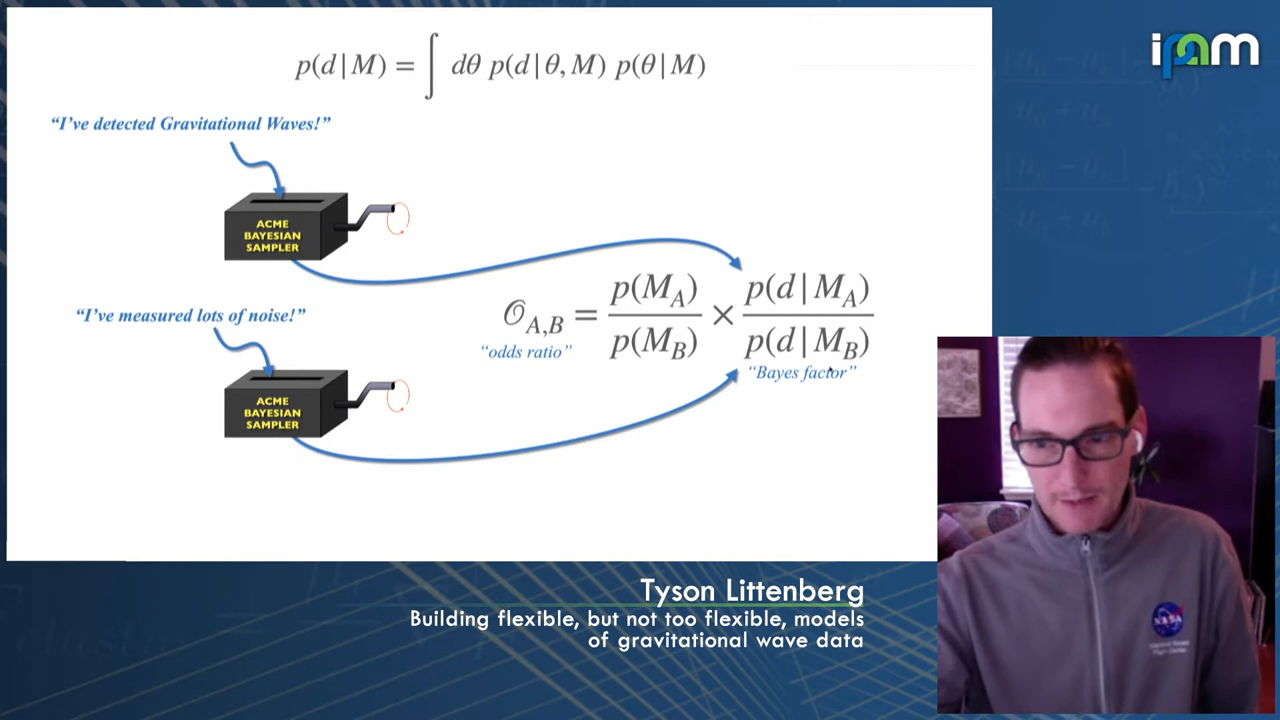 p(d|M) = ∫ dθ p(d|θ, M) p(θ|M)
ipam
“I’ve detected Gravitational Waves!”
ACME
BAYESIAN
SAMPLER
“I’ve measured lots of noise!”
ACME
BAYESIAN
SAMPLER
𝒪A,B = p(MA) / p(MB) × p(d|MA) / p(d|MB)
“odds ratio”
“Bayes factor”
Tyson Littenberg
Building flexible, but not too flexible, models
of gravitational wave data
NASA